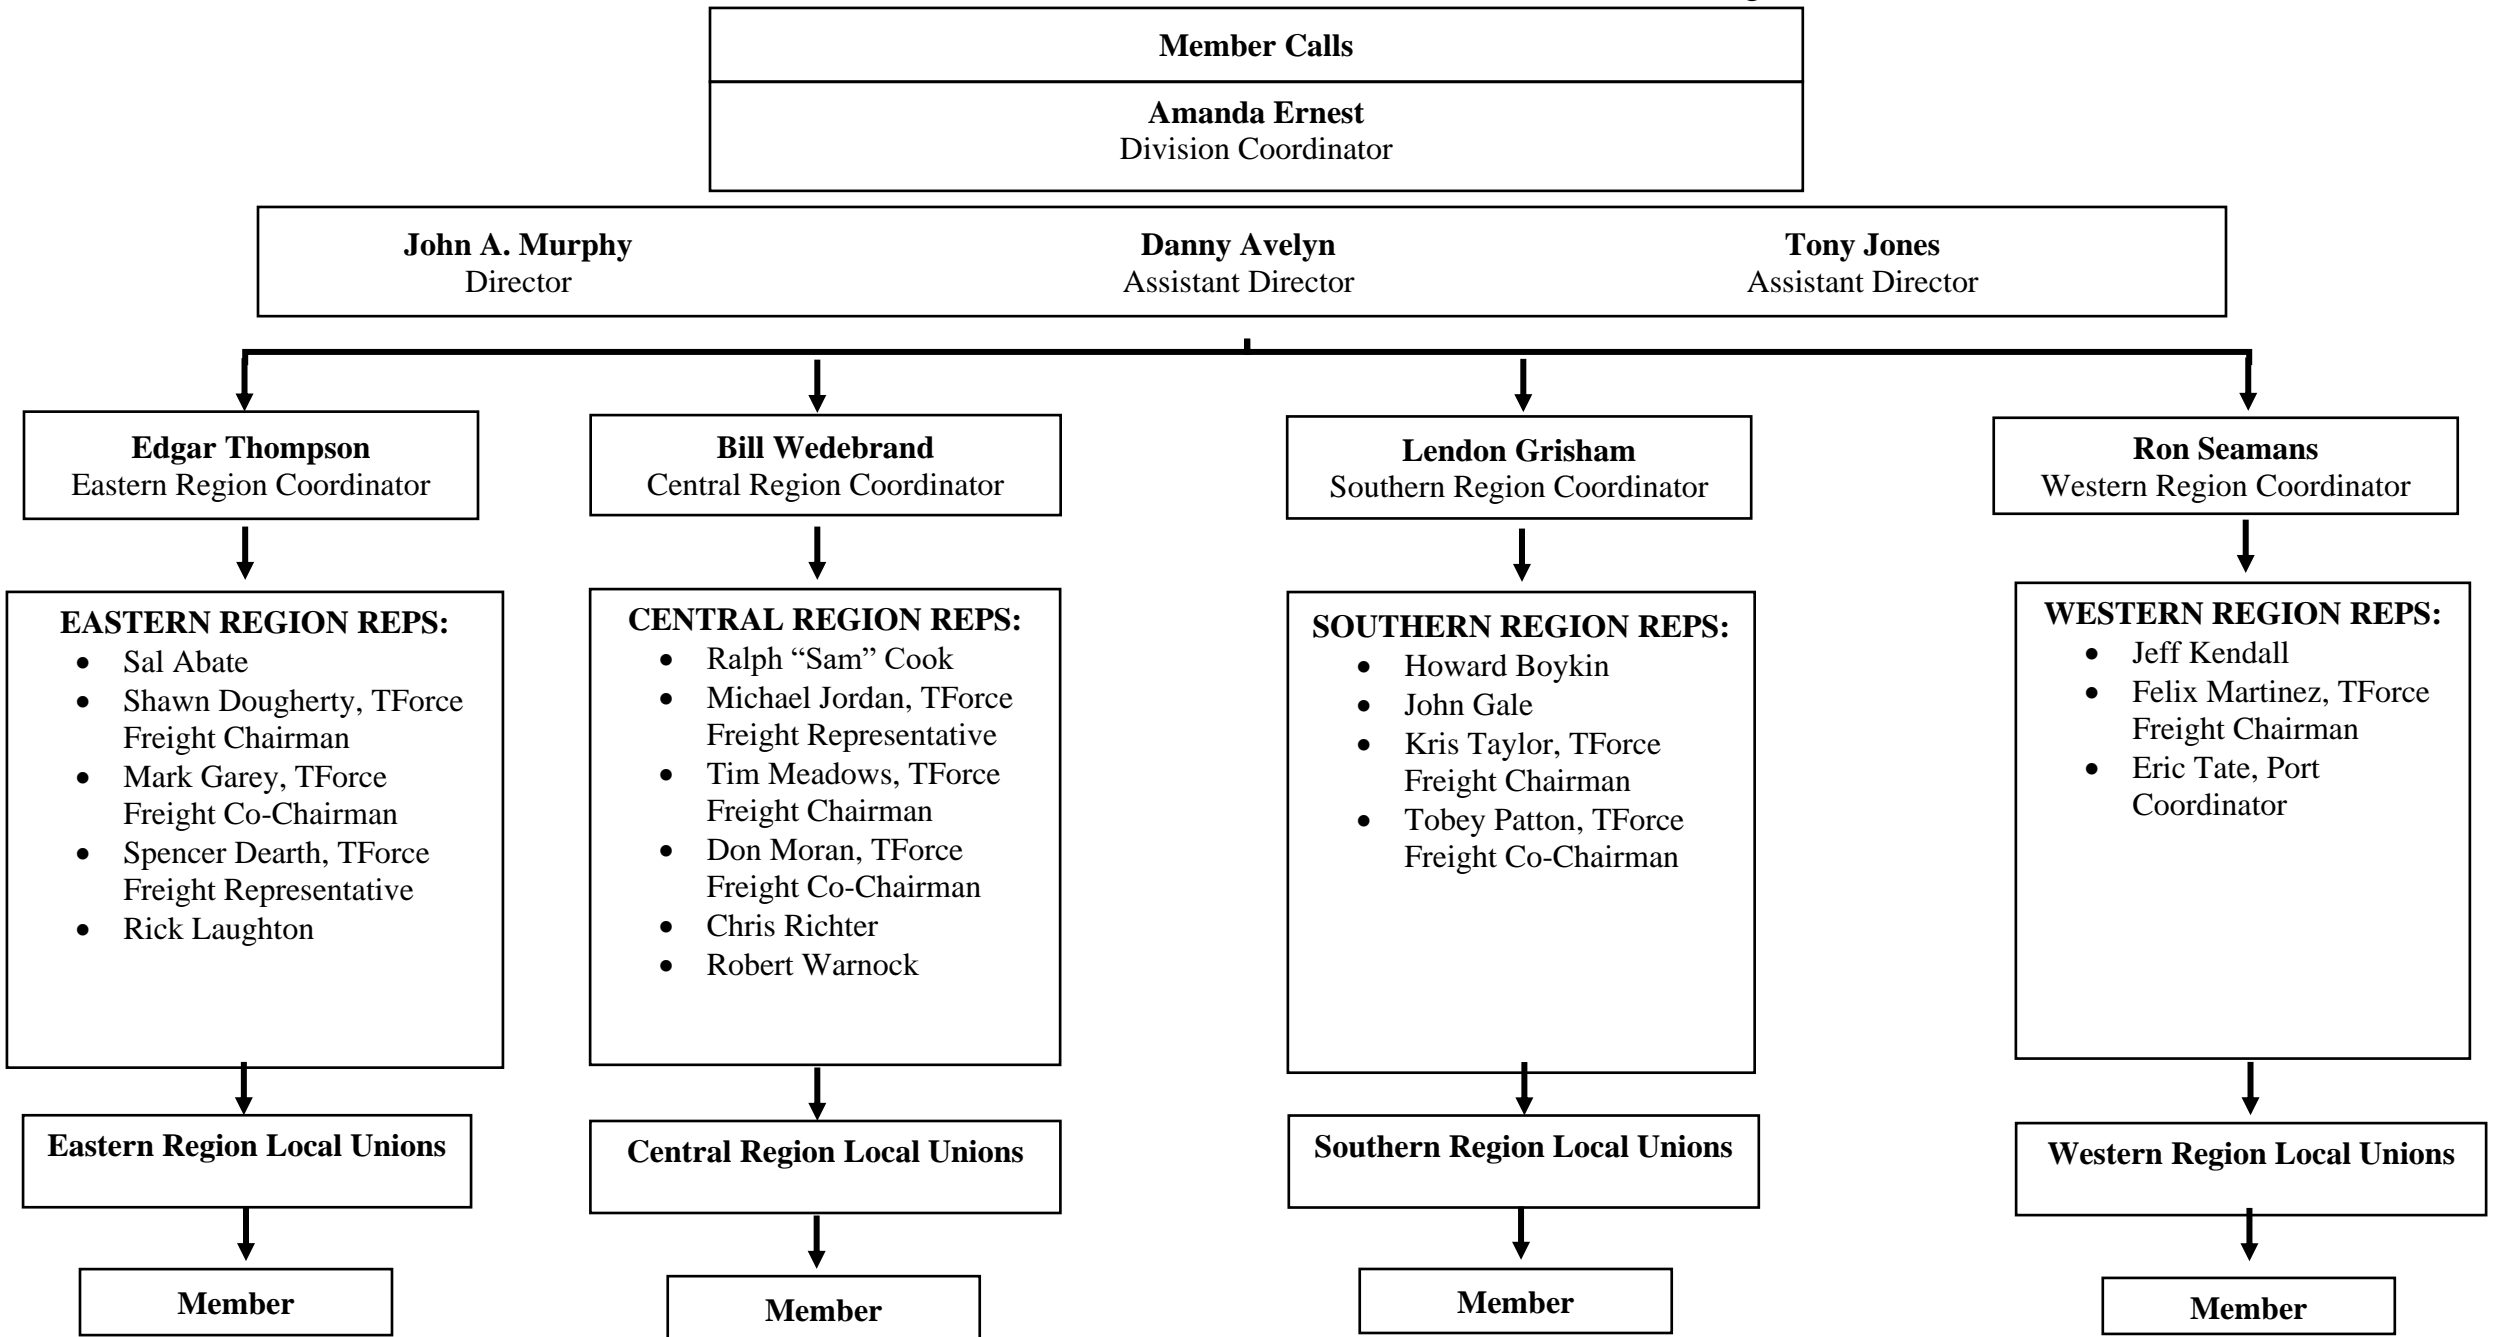 Member Calls
Amanda Ernest
Division Coordinator
John A. Murphy
Director
Danny Avelyn
Assistant Director
Tony Jones
Assistant Director
Edgar Thompson
Eastern Region Coordinator
Bill Wedebrand
Central Region Coordinator
Lendon Grisham
Southern Region Coordinator
Ron Seamans
Western Region Coordinator
EASTERN REGION REPS:
• Sal Abate
• Shawn Dougherty, TForce
Freight Chairman
• Mark Garey, TForce
Freight Co-Chairman
• Spencer Dearth, TForce
Freight Representative
• Rick Laughton
CENTRAL REGION REPS:
• Ralph “Sam” Cook
• Michael Jordan, TForce
Freight Representative
• Tim Meadows, TForce
Freight Chairman
• Don Moran, TForce
Freight Co-Chairman
• Chris Richter
• Robert Warnock
SOUTHERN REGION REPS:
• Howard Boykin
• John Gale
• Kris Taylor, TForce
Freight Chairman
• Tobey Patton, TForce
Freight Co-Chairman
WESTERN REGION REPS:
• Jeff Kendall
• Felix Martinez, TForce
Freight Chairman
• Eric Tate, Port
Coordinator
Eastern Region Local Unions
Central Region Local Unions
Southern Region Local Unions
Western Region Local Unions
Member
Member
Member
Member